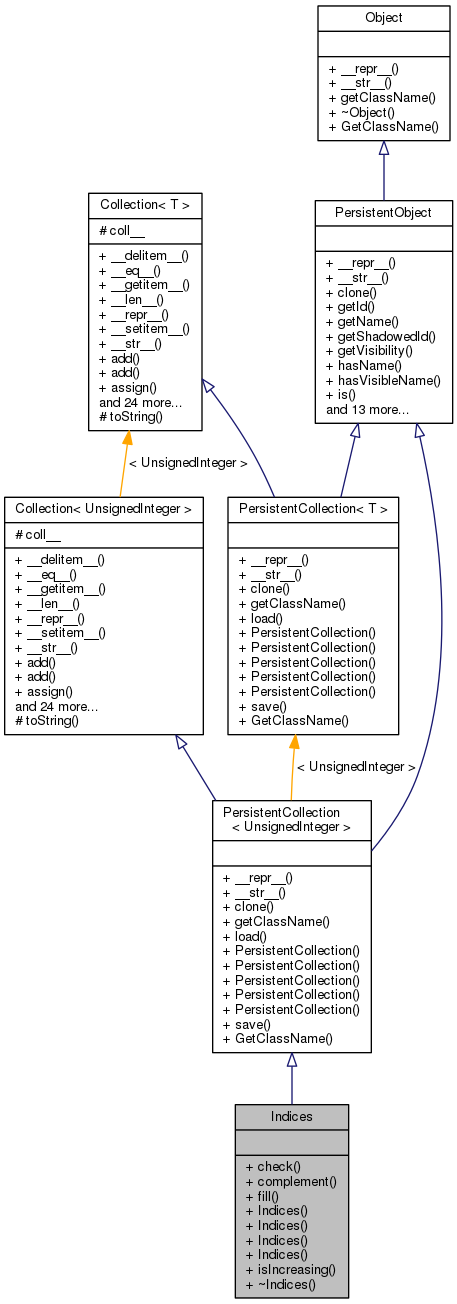 Object
+ __repr__()
+ __str__()
+ getClassName()
+ ~Object()
+ GetClassName()
Collection< T >
# coll__
+ __delitem__()
+ __eq__()
+ __getitem__()
+ __len__()
+ __repr__()
+ __setitem__()
+ __str__()
+ add()
+ add()
+ assign()
and 24 more...
# toString()
PersistentObject
+ __repr__()
+ __str__()
+ clone()
+ getId()
+ getName()
+ getShadowedId()
+ getVisibility()
+ hasName()
+ hasVisibleName()
+ is()
and 13 more...
< UnsignedInteger >
Collection< UnsignedInteger >
# coll__
+ __delitem__()
+ __eq__()
+ __getitem__()
+ __len__()
+ __repr__()
+ __setitem__()
+ __str__()
+ add()
+ add()
+ assign()
and 24 more...
# toString()
PersistentCollection< T >
+ __repr__()
+ __str__()
+ clone()
+ getClassName()
+ load()
+ PersistentCollection()
+ PersistentCollection()
+ PersistentCollection()
+ PersistentCollection()
+ PersistentCollection()
+ save()
+ GetClassName()
< UnsignedInteger >
PersistentCollection
< UnsignedInteger >
+ __repr__()
+ __str__()
+ clone()
+ getClassName()
+ load()
+ PersistentCollection()
+ PersistentCollection()
+ PersistentCollection()
+ PersistentCollection()
+ PersistentCollection()
+ save()
+ GetClassName()
Indices
+ check()
+ complement()
+ fill()
+ Indices()
+ Indices()
+ Indices()
+ Indices()
+ isIncreasing()
+ ~Indices()